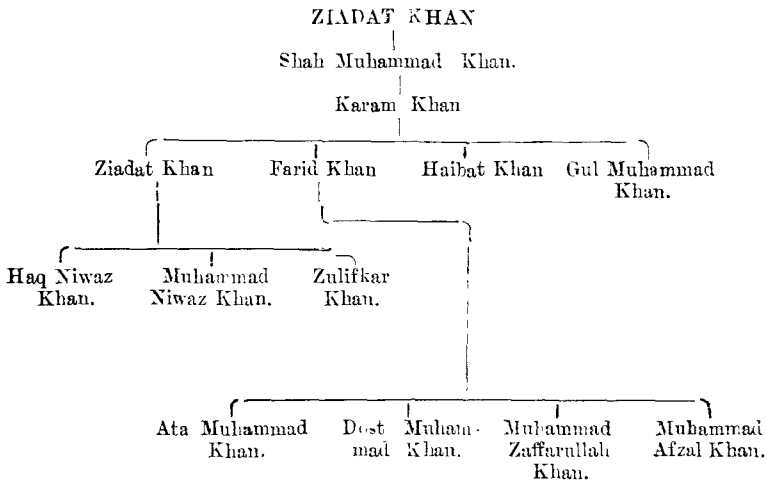 ZIADAT KHAN
Shah Muhammad Khan.
Karam Khan
Ziadat Khan Farid Khan Haibat Khan Gul Muhammad
Khan.
Haq Niwaz Muhammad Zulifkar
Khan. Niwaz Khan. Khan.
Ata Muhammad Dost Muham- Muhammad Muhammad
Khan. mad Khan. Zaffarullah Afzal Khan.
Khan.